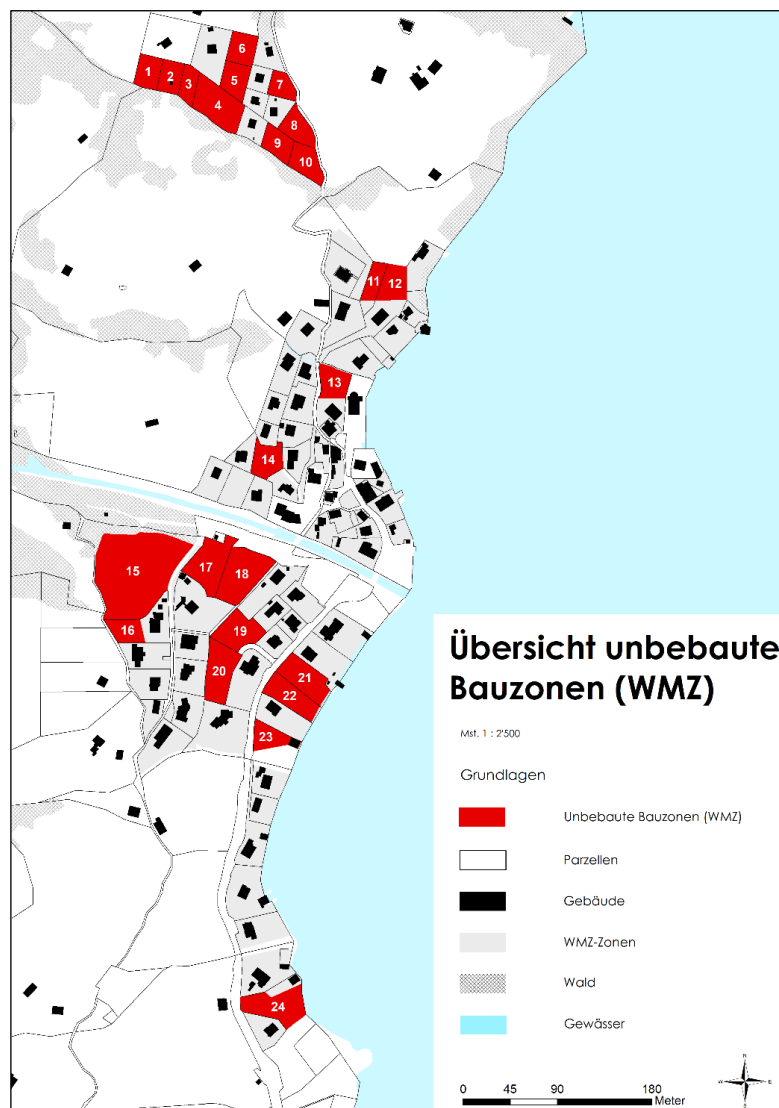 6
1
2
3
5
7
4
8
9
10
11
12
13
14
15
17
18
16
19
20
21
22
23
24
Übersicht unbebaute
Bauzonen (WMZ)
Mst. 1 : 2'500
Grundlagen
Unbebaute Bauzonen (WMZ)
Parzellen
Gebäude
WMZ-Zonen
Wald
Gewässer
N
W E
S
0 45 90 180
Meter